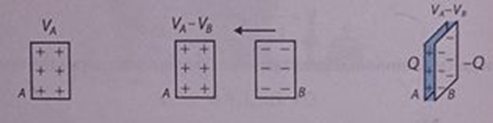 V_A
+ +
+ +
+ +
A
V_A – V_B
+ +
+ +
+ +
– –
– –
– –
B
V_A – V_B
Q
–Q
A
B